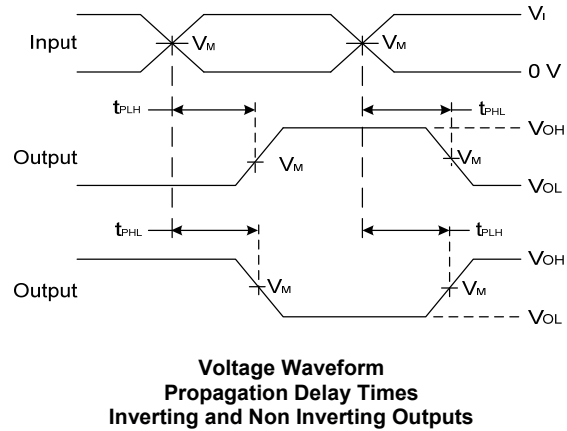 VI
Input
VM
VM
0 V
tPLH
tPHL
VOH
Output
VM
VM
VOL
tPHL
tPLH
VOH
Output
VM
VM
VOL
Voltage Waveform
Propagation Delay Times
Inverting and Non Inverting Outputs